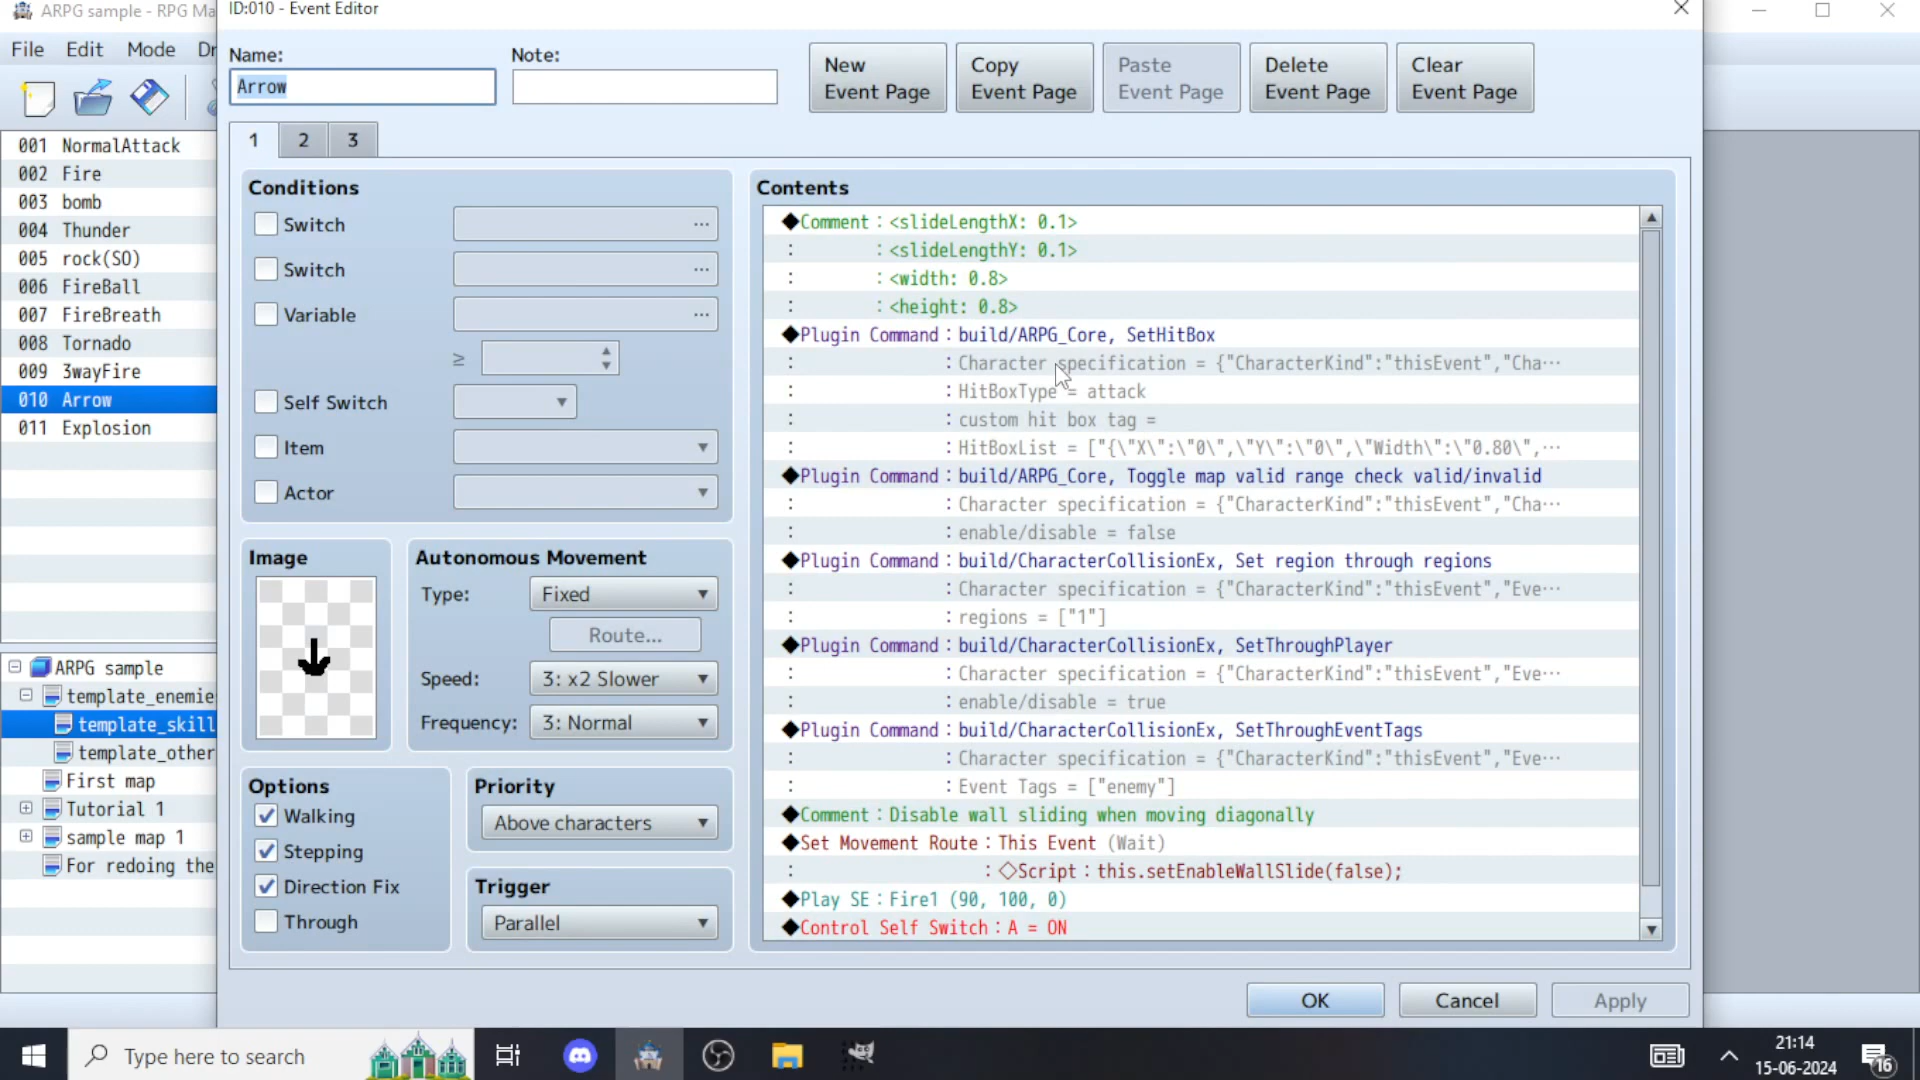 ARPG sample - RPG Ma
ID:010 - Event Editor
File Edit Mode Dr
Name:
Note:
Arrow
New Event Page
Copy Event Page
Paste Event Page
Delete Event Page
Clear Event Page
1 2 3
001 NormalAttack
002 Fire
003 bomb
004 Thunder
005 rock(SO)
006 FireBall
007 FireBreath
008 Tornado
009 3wayFire
010 Arrow
011 Explosion
ARPG sample
template_enemie
template_skill
template_other
First map
Tutorial 1
sample map 1
For redoing the
Conditions
Switch ...
Switch ...
Variable ...
≥
Self Switch
Item
Actor
Image
Autonomous Movement
Type: Fixed
Route...
Speed: 3: x2 Slower
Frequency: 3: Normal
Options
Walking
Stepping
Direction Fix
Through
Priority
Above characters
Trigger
Parallel
Contents
◆Comment：<slideLengthX: 0.1>
：　　　：<slideLengthY: 0.1>
：　　　：<width: 0.8>
：　　　：<height: 0.8>
◆Plugin Command：build/ARPG_Core, SetHitBox
：　　　：Character specification = {"CharacterKind":"thisEvent","Cha…
：　　　：HitBoxType = attack
：　　　：custom hit box tag =
：　　　：HitBoxList = ["{\"X\":\"0\",\"Y\":\"0\",\"Width\":\"0.80\",…
◆Plugin Command：build/ARPG_Core, Toggle map valid range check valid/invalid
：　　　：Character specification = {"CharacterKind":"thisEvent","Cha…
：　　　：enable/disable = false
◆Plugin Command：build/CharacterCollisionEx, Set region through regions
：　　　：Character specification = {"CharacterKind":"thisEvent","Eve…
：　　　：regions = ["1"]
◆Plugin Command：build/CharacterCollisionEx, SetThroughPlayer
：　　　：Character specification = {"CharacterKind":"thisEvent","Eve…
：　　　：enable/disable = true
◆Plugin Command：build/CharacterCollisionEx, SetThroughEventTags
：　　　：Character specification = {"CharacterKind":"thisEvent","Eve…
：　　　：Event Tags = ["enemy"]
◆Comment：Disable wall sliding when moving diagonally
◆Set Movement Route：This Event (Wait)
：　　　：◇Script：this.setEnableWallSlide(false);
◆Play SE：Fire1 (90, 100, 0)
◆Control Self Switch：A = ON
OK
Cancel
Apply
Type here to search
21:14
15-06-2024
16